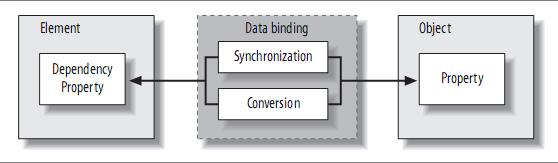 Element
Dependency
Property
Data binding
Synchronization
Conversion
Object
Property